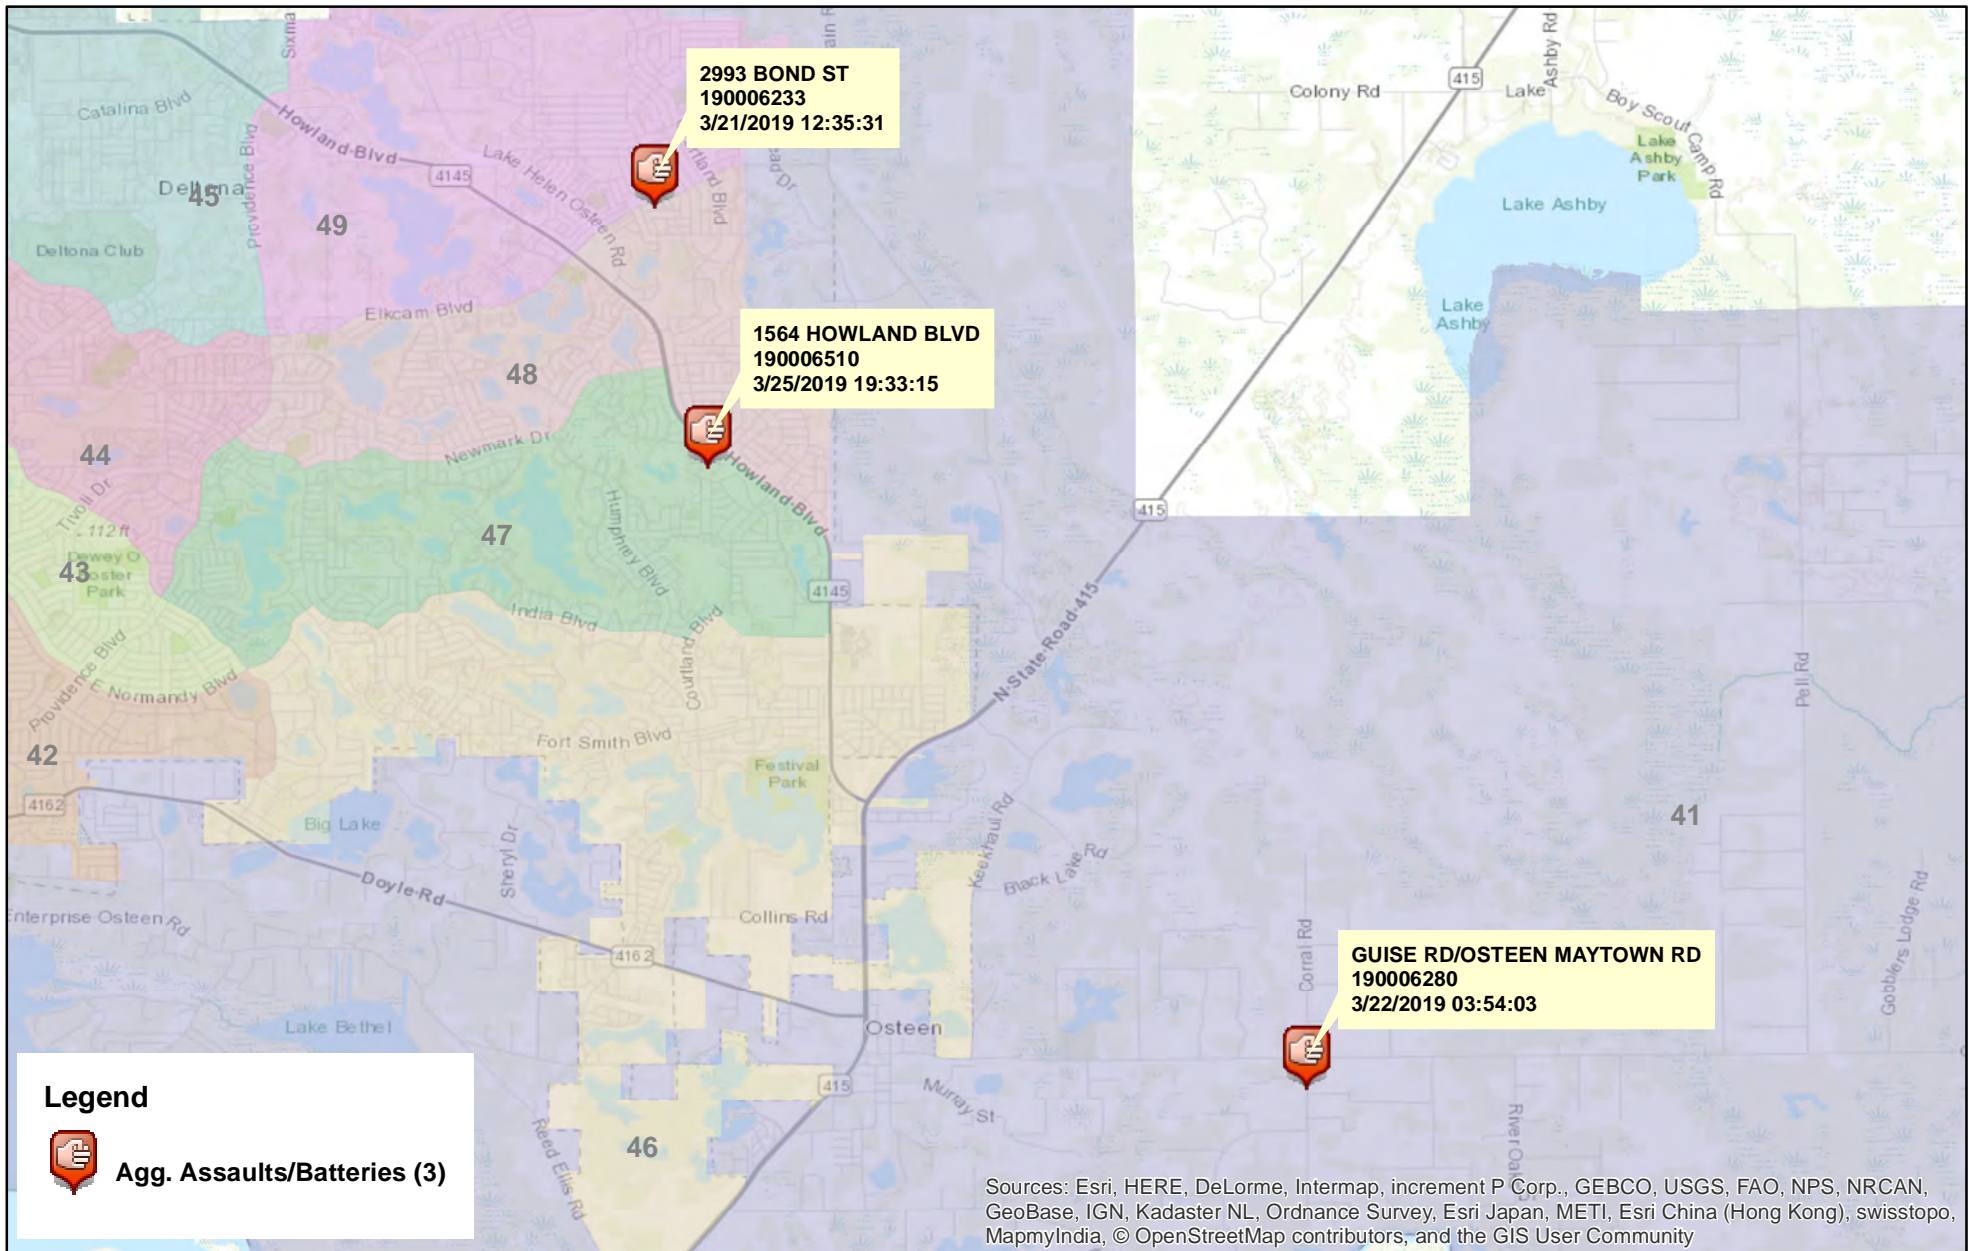 Sixma
Catalina Blvd
Providence Blvd
Howland Blvd
4145
Lake Helen Osteen Rd
Deltona
45
49
Deltona Club
Elkcam Blvd
2993 BOND ST
190006233
3/21/2019 12:35:31
415
Colony Rd
Lake
Ashby Rd
Boy Scout Camp Rd
Lake
Ashby
Park
Lake Ashby
Lake
Ashby
1564 HOWLAND BLVD
190006510
3/25/2019 19:33:15
48
44
Newmark Dr
Howland Blvd
Tivoli Dr
112 ft
47
Humphrey Blvd
415
43
Park
4145
India Blvd
Courtland Blvd
N State Road 415
Providence Blvd
E Normandy Blvd
Pell Rd
42
Fort Smith Blvd
Festival
Park
4162
Big Lake
Sheryl Dr
Keekhaul Rd
Black Lake Rd
41
Doyle Rd
Enterprise Osteen Rd
Collins Rd
4162
Corral Rd
Gobblers Lodge Rd
GUISE RD/OSTEEN MAYTOWN RD
190006280
3/22/2019 03:54:03
Lake Bethel
Osteen
415
Murray St
Reed Ellis Rd
46
Legend
Agg. Assaults/Batteries (3)
Sources: Esri, HERE, DeLorme, Intermap, increment P Corp., GEBCO, USGS, FAO, NPS, NRCAN,
GeoBase, IGN, Kadaster NL, Ordnance Survey, Esri Japan, METI, Esri China (Hong Kong), swisstopo,
MapmyIndia, © OpenStreetMap contributors, and the GIS User Community